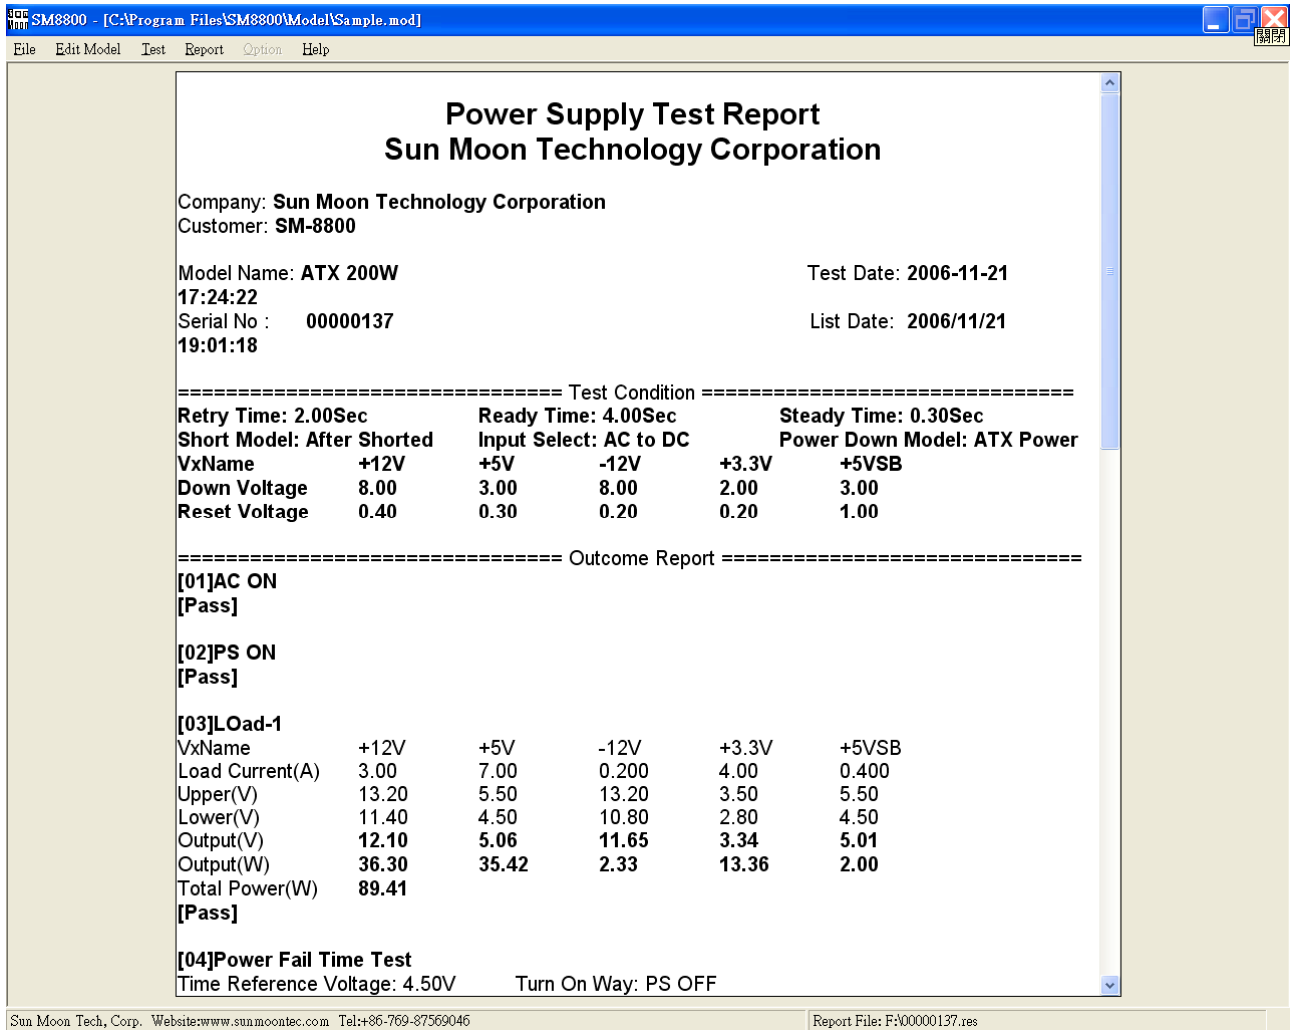 SM8800 - [C:\Program Files\SM8800\Model\Sample.mod]
關閉
File Edit Model Test Report Option Help
Power Supply Test Report
Sun Moon Technology Corporation
Company: Sun Moon Technology Corporation
Customer: SM-8800
Model Name: ATX 200W Test Date: 2006-11-21
17:24:22
Serial No : 00000137 List Date: 2006/11/21
19:01:18
================================ Test Condition ===============================
Retry Time: 2.00Sec Ready Time: 4.00Sec Steady Time: 0.30Sec
Short Model: After Shorted Input Select: AC to DC Power Down Model: ATX Power
VxName +12V +5V -12V +3.3V +5VSB
Down Voltage 8.00 3.00 8.00 2.00 3.00
Reset Voltage 0.40 0.30 0.20 0.20 1.00
================================ Outcome Report ==============================
[01]AC ON
[Pass]
[02]PS ON
[Pass]
[03]LOad-1
VxName +12V +5V -12V +3.3V +5VSB
Load Current(A) 3.00 7.00 0.200 4.00 0.400
Upper(V) 13.20 5.50 13.20 3.50 5.50
Lower(V) 11.40 4.50 10.80 2.80 4.50
Output(V) 12.10 5.06 11.65 3.34 5.01
Output(W) 36.30 35.42 2.33 13.36 2.00
Total Power(W) 89.41
[Pass]
[04]Power Fail Time Test
Time Reference Voltage: 4.50V Turn On Way: PS OFF
Sun Moon Tech, Corp. Website:www.sunmoontec.com Tel:+86-769-87569046 Report File: F:\00000137.res